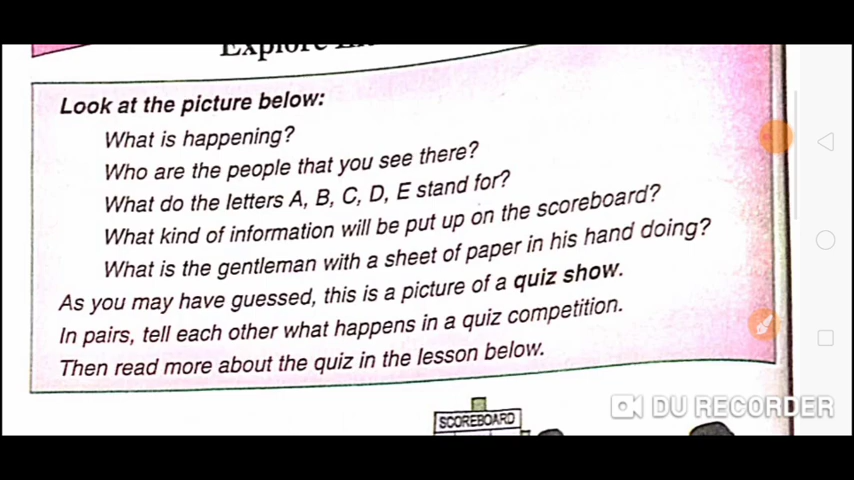 Explore
Look at the picture below:
What is happening?
Who are the people that you see there?
What do the letters A, B, C, D, E stand for?
What kind of information will be put up on the scoreboard?
What is the gentleman with a sheet of paper in his hand doing?
As you may have guessed, this is a picture of a quiz show.
In pairs, tell each other what happens in a quiz competition.
Then read more about the quiz in the lesson below.
DU RECORDER
SCOREBOARD